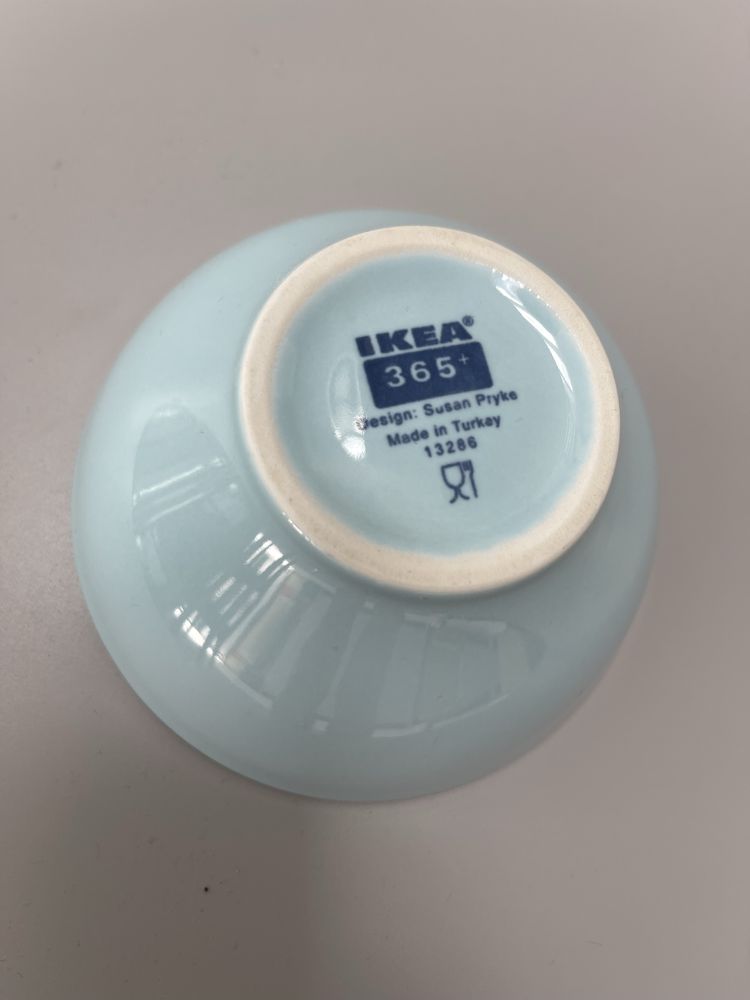 IKEA®
365+
Design: Susan Pryke
Made in Turkey
13286